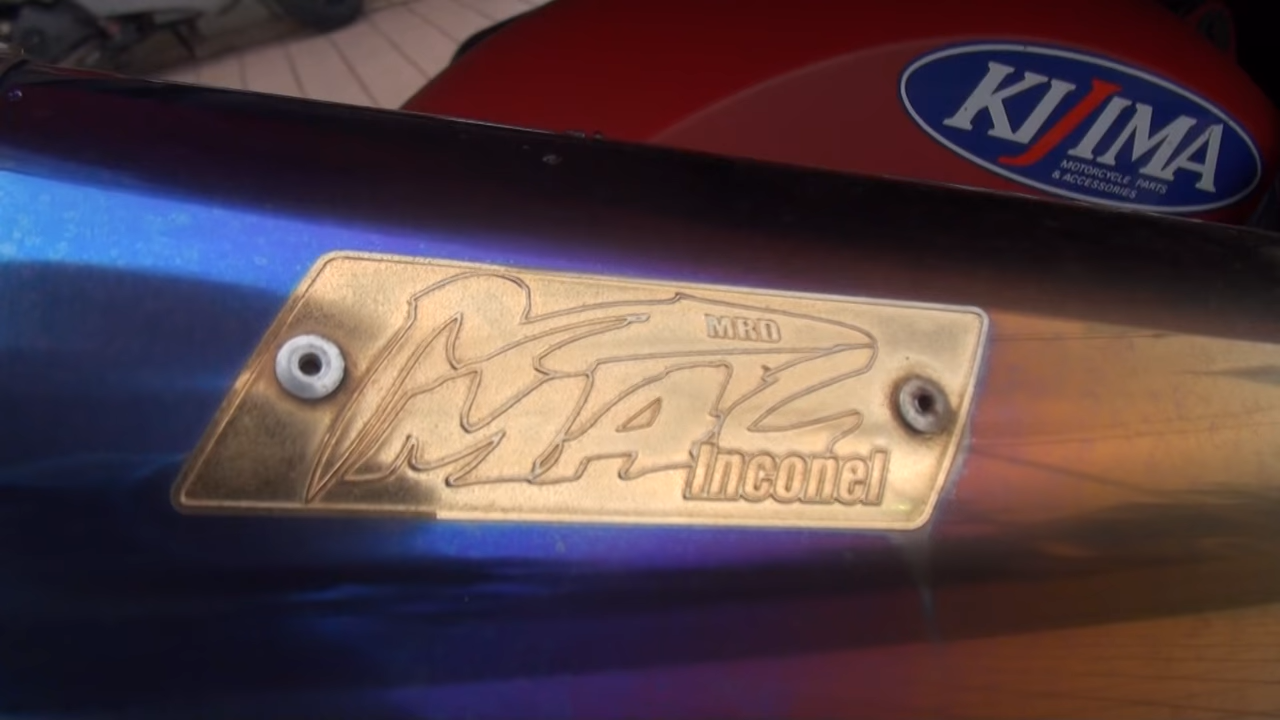 KIJIMA
MOTORCYCLE PARTS
& ACCESSORIES
MRD
MAZ
Inconel